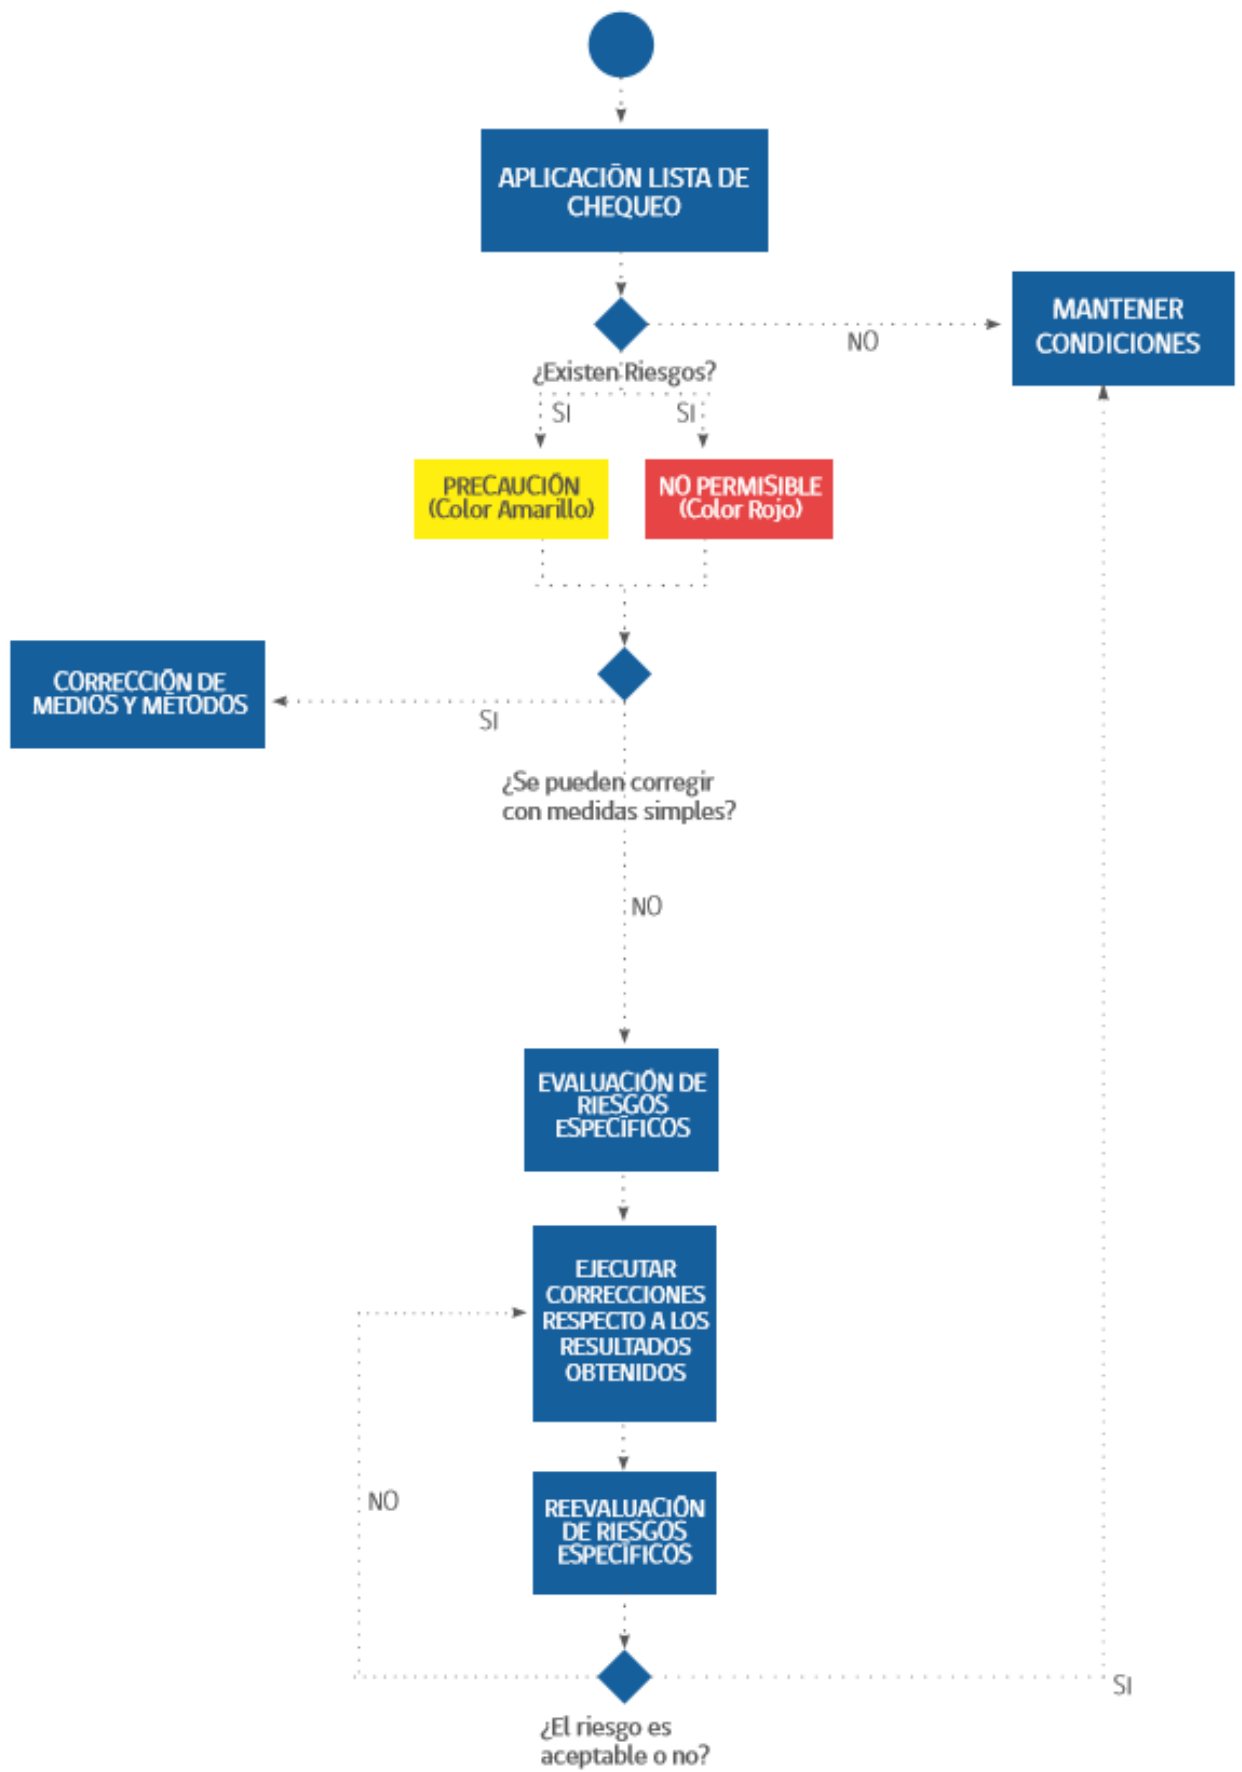 APLICACIÓN LISTA DE
CHEQUEO
MANTENER
CONDICIONES
NO
¿Existen Riesgos?
SI
SI
PRECAUCIÓN
(Color Amarillo)
NO PERMISIBLE
(Color Rojo)
CORRECCIÓN DE
MEDIOS Y MÉTODOS
SI
¿Se pueden corregir
con medidas simples?
NO
EVALUACIÓN DE
RIESGOS
ESPECÍFICOS
EJECUTAR
CORRECCIONES
RESPECTO A LOS
RESULTADOS
OBTENIDOS
NO
REEVALUACIÓN
DE RIESGOS
ESPECÍFICOS
SI
¿El riesgo es
aceptable o no?